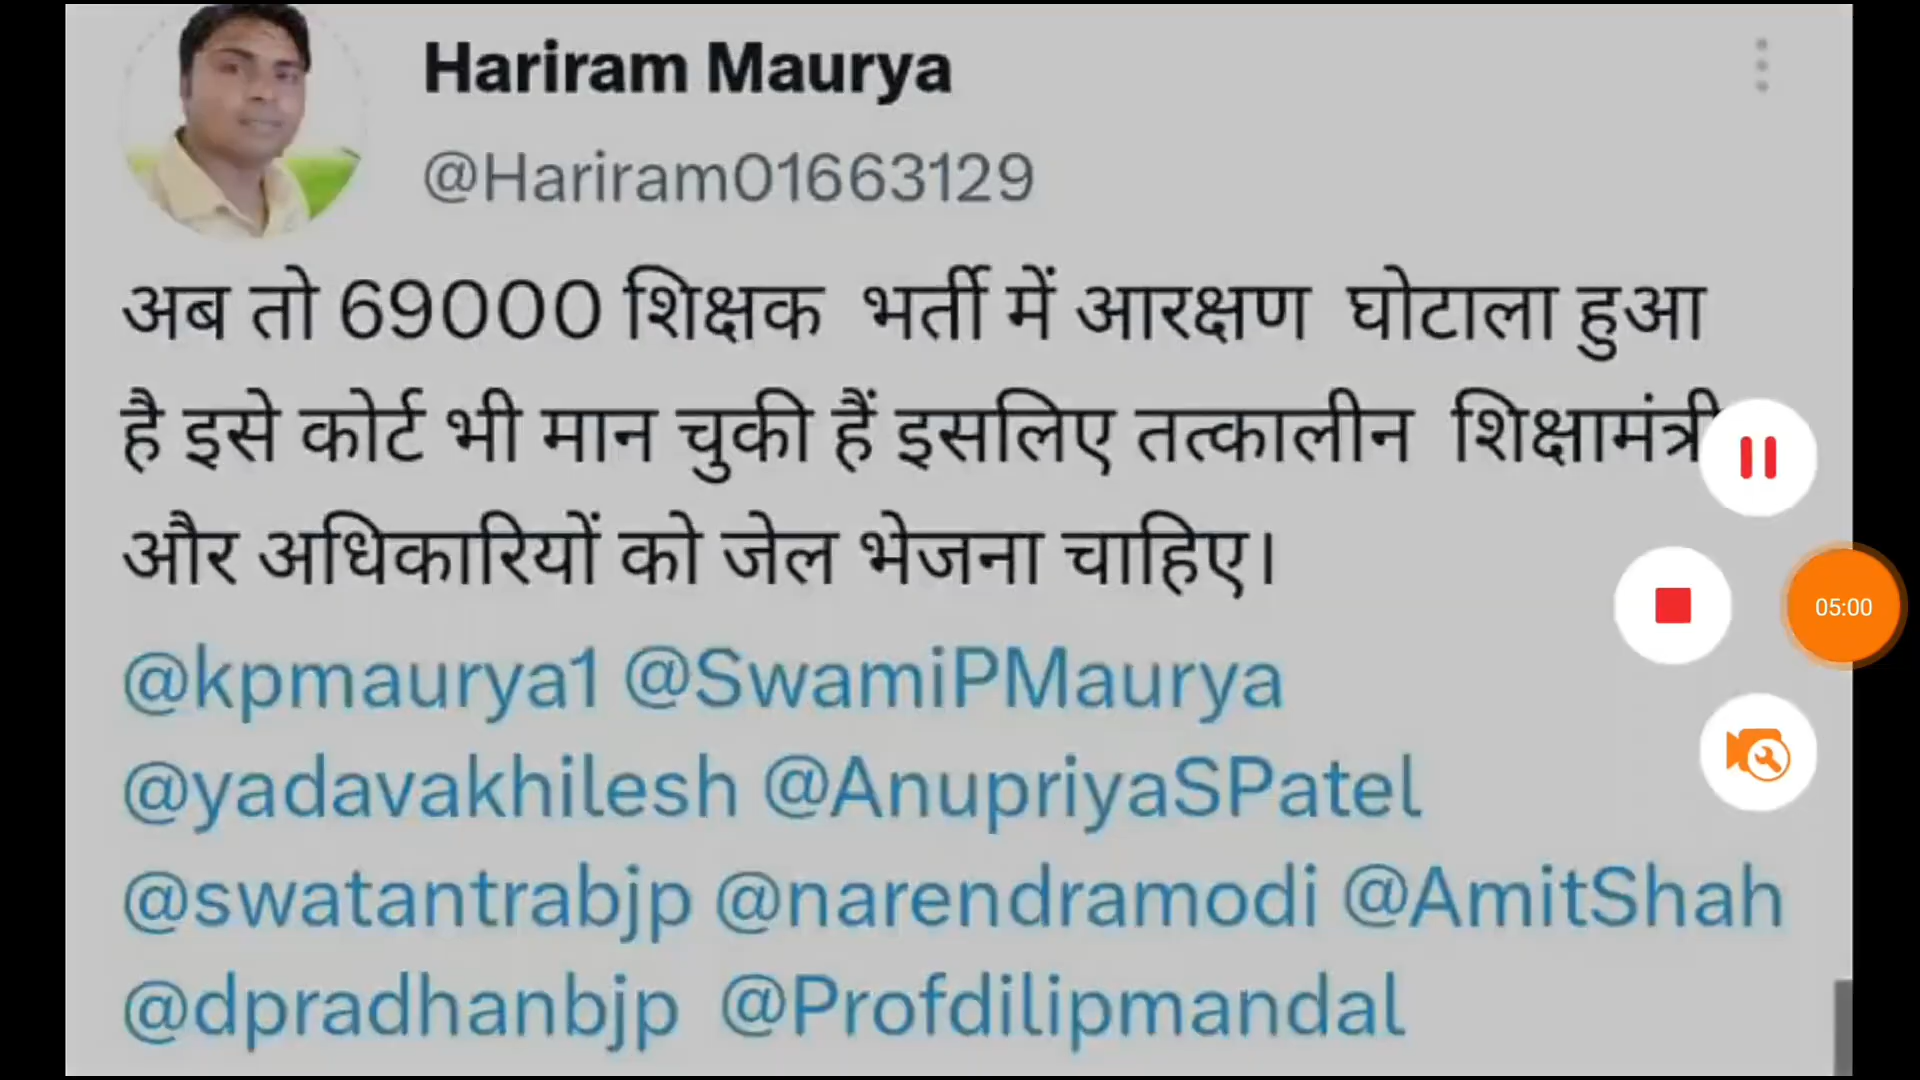 Hariram Maurya
@Hariram01663129
अब तो 69000 शिक्षक भर्ती में आरक्षण घोटाला हुआ
है इसे कोर्ट भी मान चुकी हैं इसलिए तत्कालीन शिक्षामंत्री
और अधिकारियों को जेल भेजना चाहिए।
05:00
@kpmaurya1 @SwamiPMaurya
@yadavakhilesh @AnupriyaSPatel
@swatantrabjp @narendramodi @AmitShah
@dpradhanbjp @Profdilipmandal